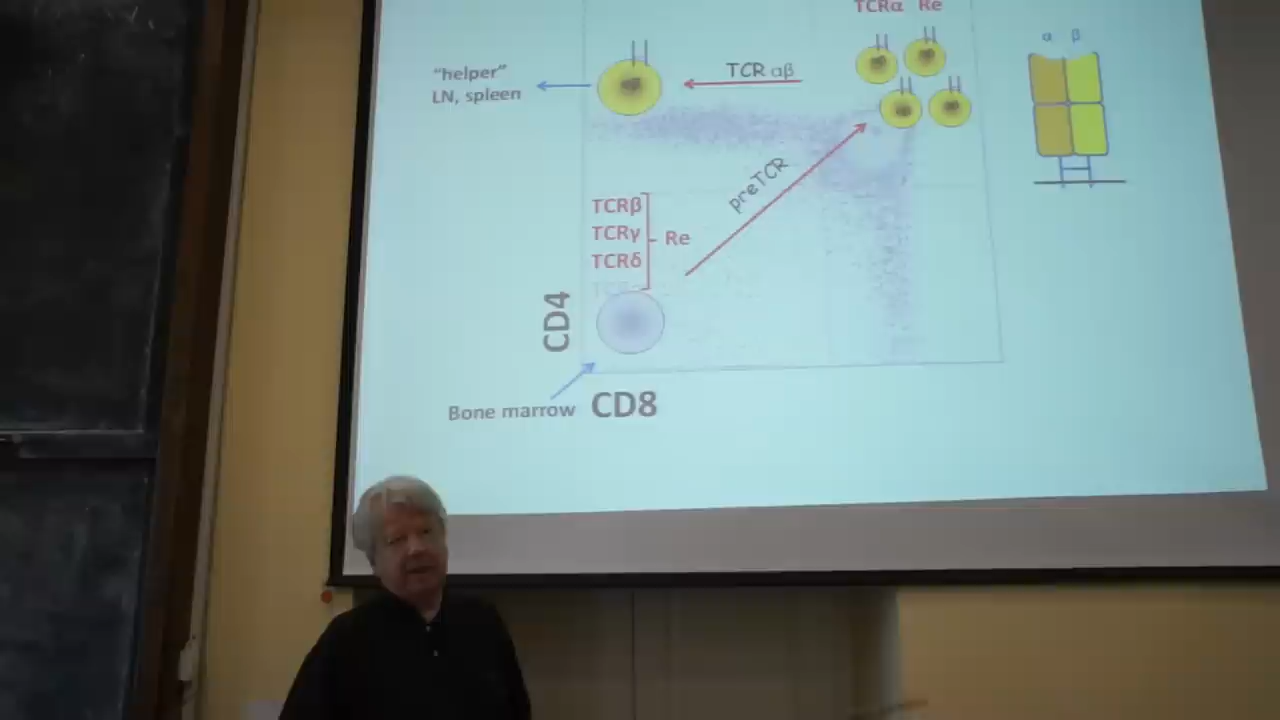 TCRα Re
α β
"helper"
LN, spleen
TCR αβ
preTCR
TCRβ
TCRγ
TCRδ
Re
CD4
Bone marrow
CD8